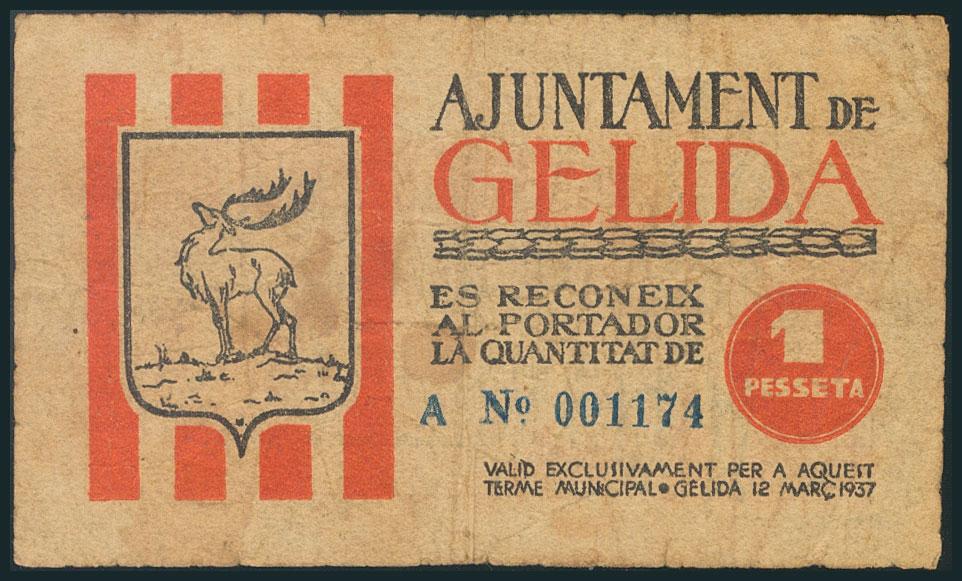 AJUNTAMENT DE
GELIDA
ES RECONEIX
AL PORTADOR
LA QUANTITAT DE
1
PESSETA
A Nº 001174
VALID EXCLUSIVAMENT PER A AQUEST
TERME MUNICIPAL • GELIDA 12 MARÇ 1937